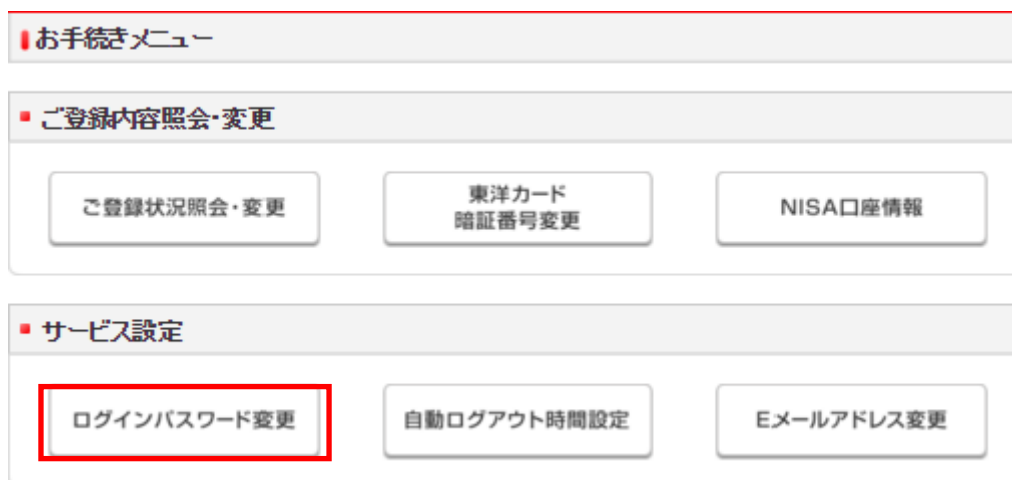 お手続きメニュー
ご登録内容照会・変更
ご登録状況照会・変更
東洋カード
暗証番号変更
NISA口座情報
サービス設定
ログインパスワード変更
自動ログアウト時間設定
Eメールアドレス変更